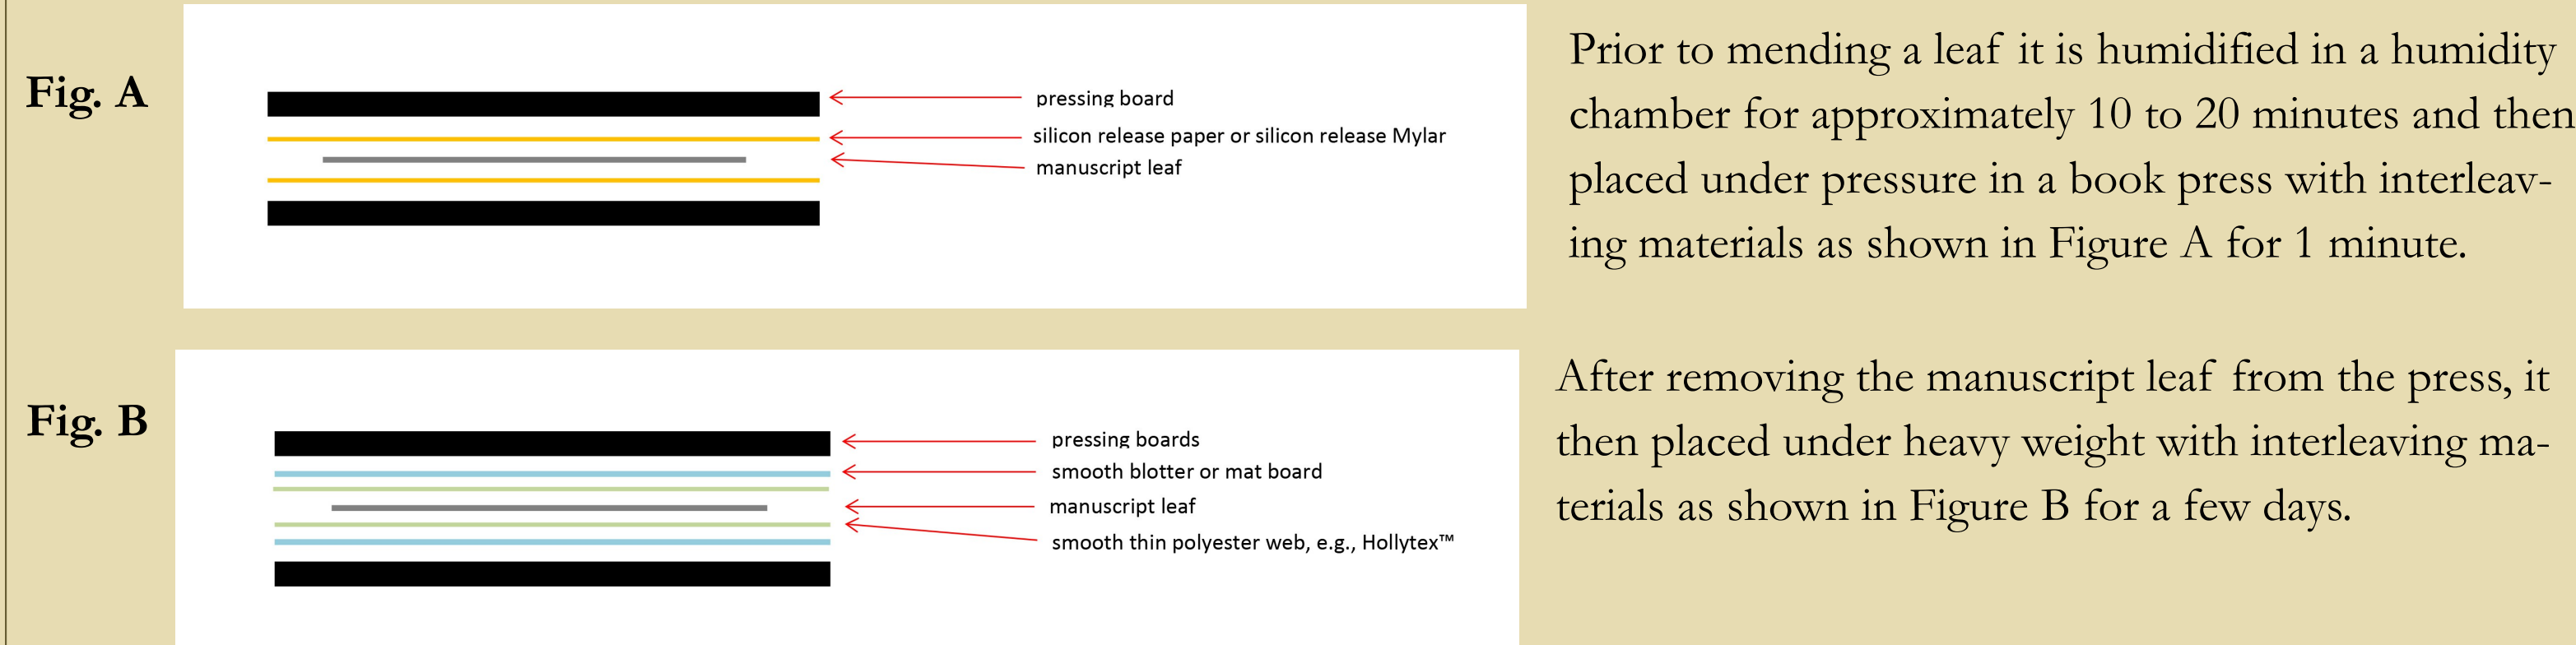 Fig. A
pressing board
silicon release paper or silicon release Mylar
manuscript leaf
Prior to mending a leaf it is humidified in a humidity
chamber for approximately 10 to 20 minutes and then
placed under pressure in a book press with interleav-
ing materials as shown in Figure A for 1 minute.
Fig. B
pressing boards
smooth blotter or mat board
manuscript leaf
smooth thin polyester web, e.g., Hollytex™
After removing the manuscript leaf from the press, it
then placed under heavy weight with interleaving ma-
terials as shown in Figure B for a few days.